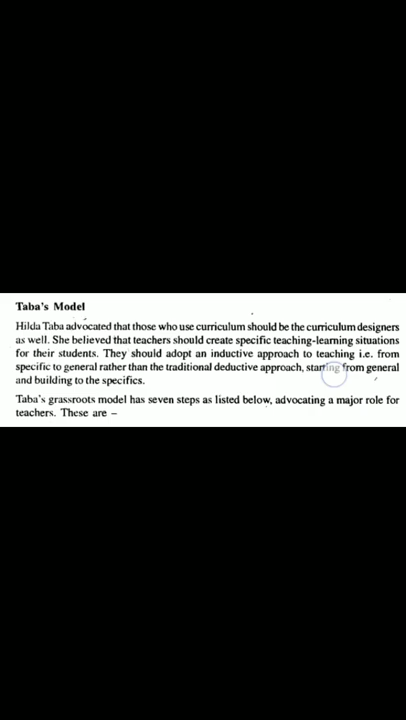 Taba's Model
Hilda Taba advocated that those who use curriculum should be the curriculum designers
as well. She believed that teachers should create specific teaching-learning situations
for their students. They should adopt an inductive approach to teaching i.e. from
specific to general rather than the traditional deductive approach, starting from general
and building to the specifics.
Taba's grassroots model has seven steps as listed below, advocating a major role for
teachers. These are –